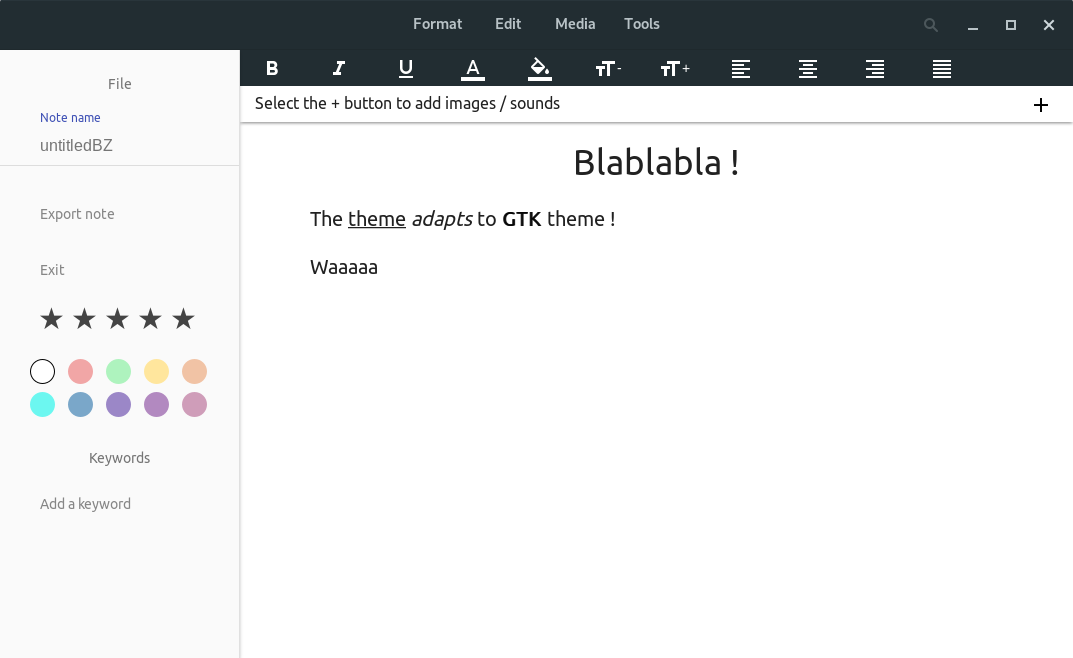 Format Edit Media Tools
B I U A TT- TT+
File
Select the + button to add images / sounds
Note name
untitledBZ
Blablabla !
Export note
The theme adapts to GTK theme !
Exit
Waaaaa
Keywords
Add a keyword